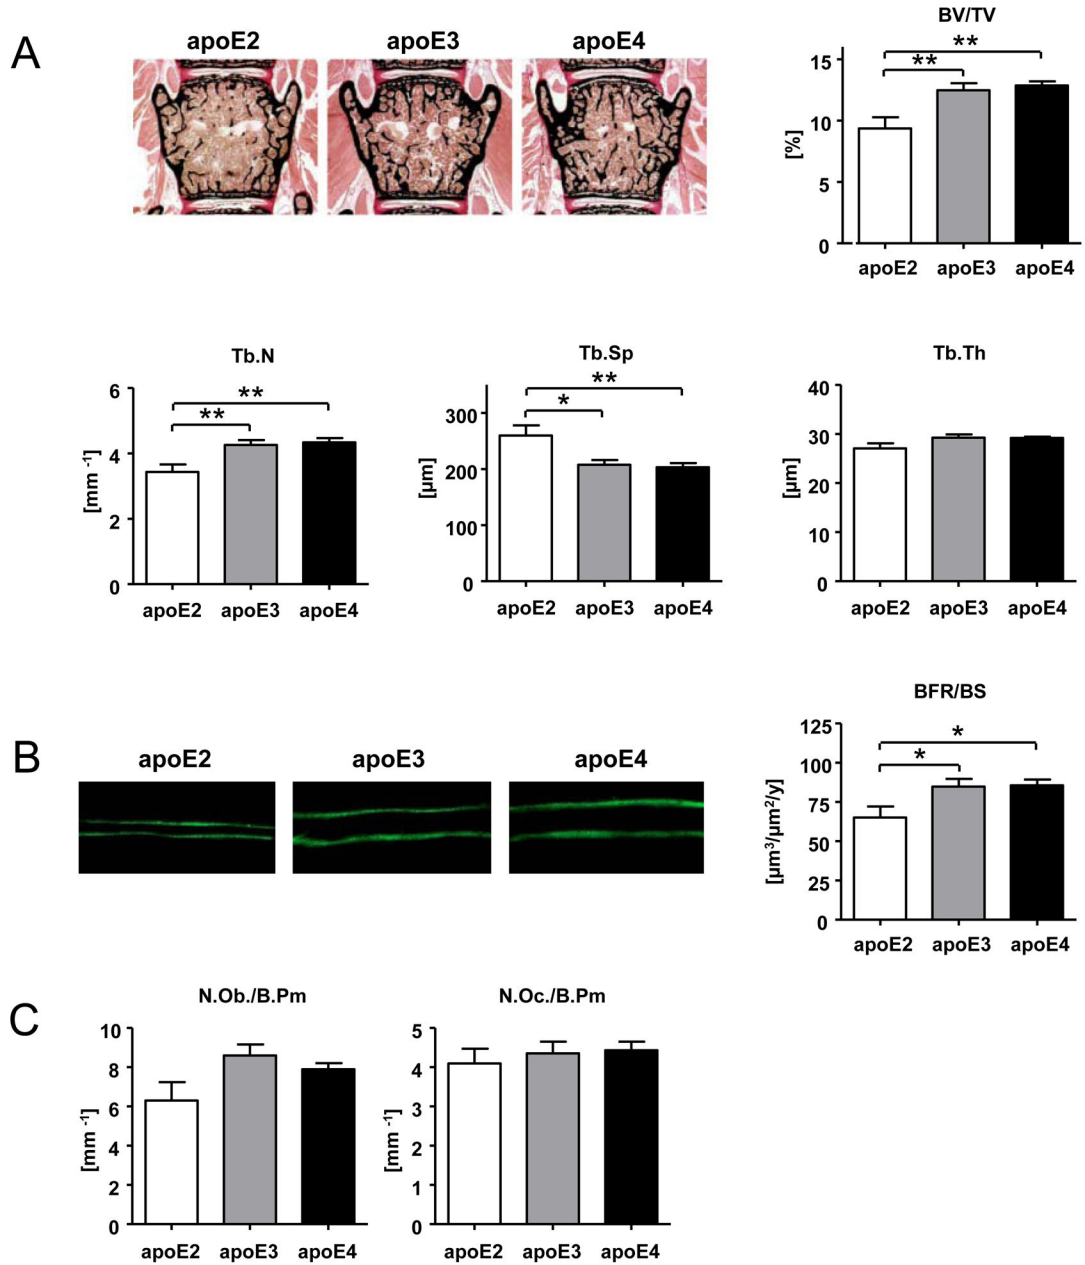 A
apoE2 apoE3 apoE4
BV/TV
** **
15
10
5
0
[%]
apoE2 apoE3 apoE4
Tb.N
** **
6
4
2
0
[mm⁻¹]
apoE2 apoE3 apoE4
Tb.Sp
** *
300
200
100
0
[µm]
apoE2 apoE3 apoE4
Tb.Th
40
30
20
10
0
[µm]
apoE2 apoE3 apoE4
B
apoE2 apoE3 apoE4
BFR/BS
* *
125
100
75
50
25
0
[µm³/µm²/y]
apoE2 apoE3 apoE4
C
N.Ob./B.Pm
10
8
6
4
2
0
[mm ⁻¹]
apoE2 apoE3 apoE4
N.Oc./B.Pm
5
4
3
2
1
0
[mm ⁻¹]
apoE2 apoE3 apoE4